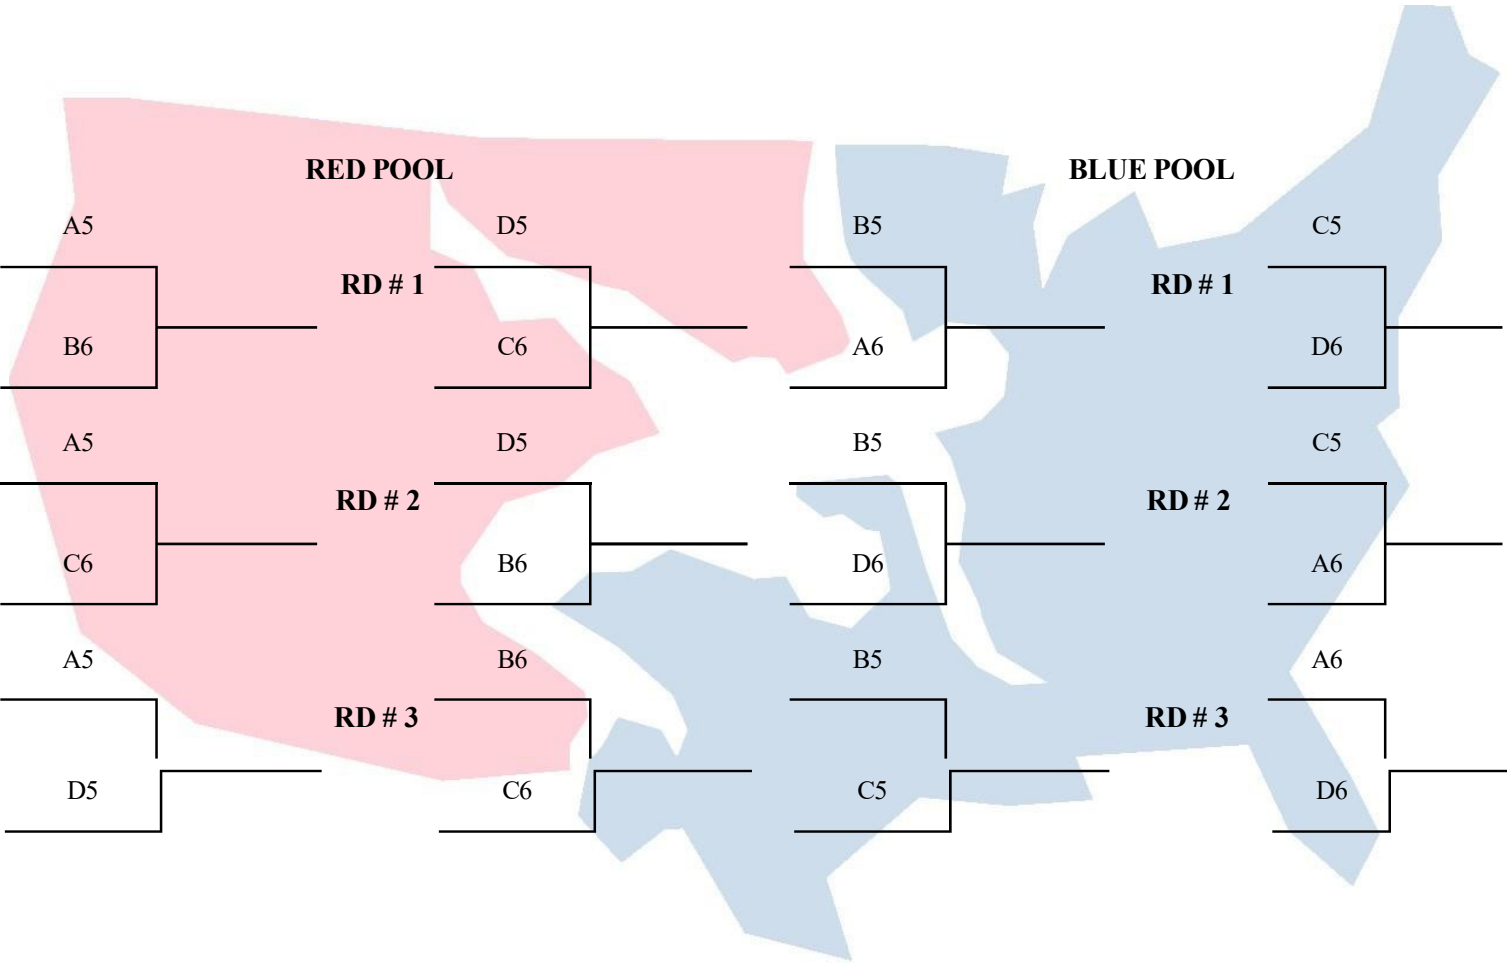 RED POOL BLUE POOL
A5 D5 B5 C5
RD # 1 RD # 1
B6 C6 A6 D6
A5 D5 B5 C5
RD # 2 RD # 2
C6 B6 D6 A6
A5 B6 B5 A6
RD # 3 RD # 3
D5 C6 C5 D6